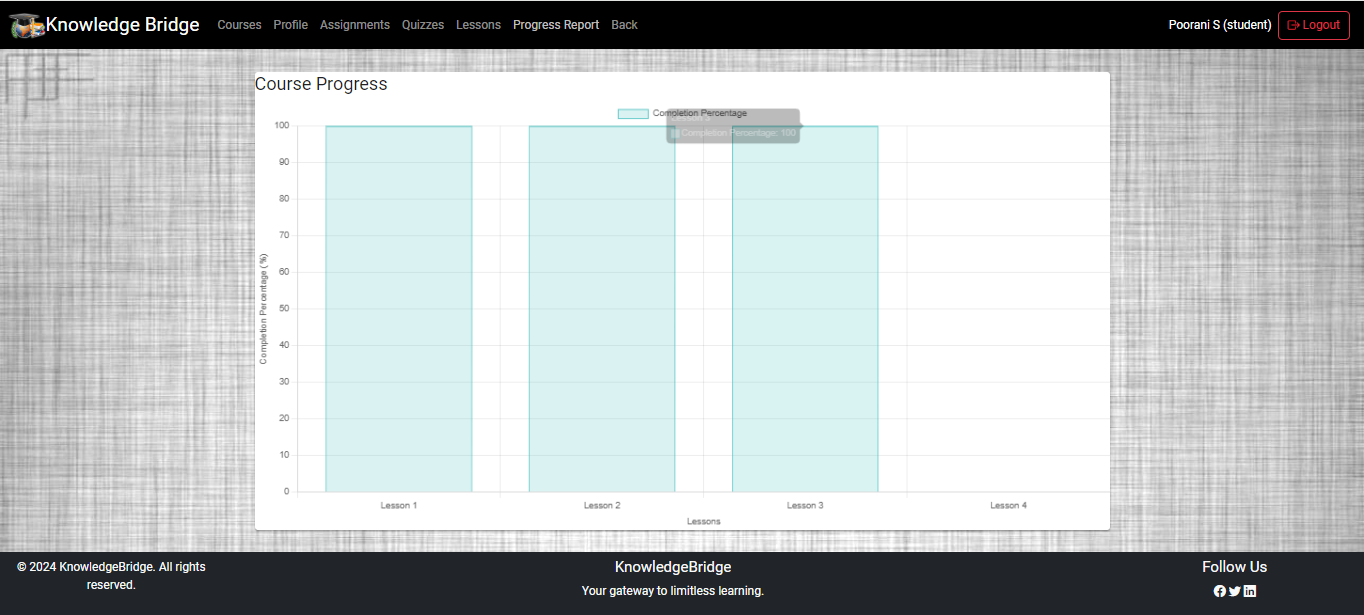 Knowledge Bridge Courses Profile Assignments Quizzes Lessons Progress Report Back Poorani S (student) Logout
Course Progress
Completion Percentage
Lesson 3
Completion Percentage: 100
100
90
80
70
60
50
40
30
20
10
0
Completion Percentage (%)
Lesson 1 Lesson 2 Lesson 3 Lesson 4
Lessons
© 2024 KnowledgeBridge. All rights
reserved.
KnowledgeBridge
Your gateway to limitless learning.
Follow Us